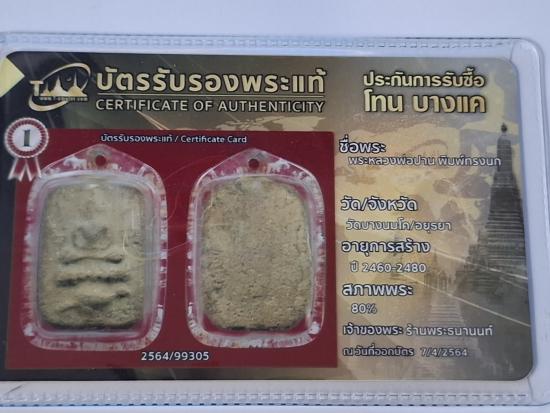 บัตรรับรองพระแท้
CERTIFICATE OF AUTHENTICITY
ประกันการรับซื้อ
โทน บางแค
1
บัตรรับรองพระแท้ / Certificate Card
2564/99305
ชื่อพระ
พระหลวงพ่อปาน พิมพ์ทรงนก
วัด/จังหวัด
วัดบางนมโค/อยุธยา
อายุการสร้าง
ปี 2460-2480
สภาพพระ
80%
เจ้าของพระ ร้านพระธนานนท์
ณ วันที่ออกบัตร 7/4/2564